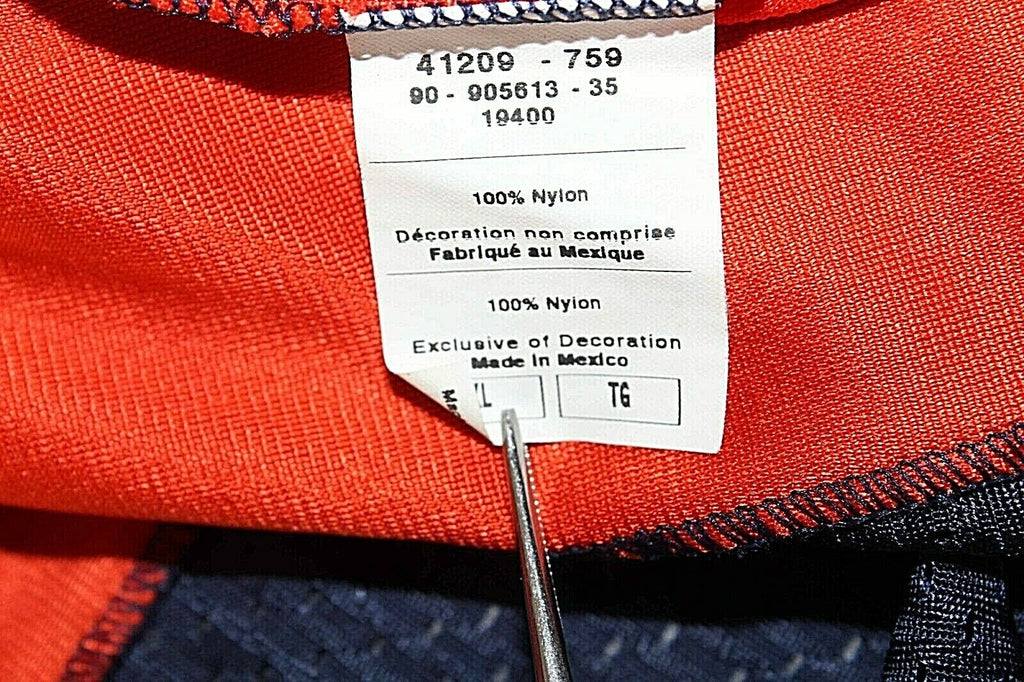 41209 - 759
90 - 905613 - 35
19400
100% Nylon
Décoration non comprise
Fabriqué au Mexique
100% Nylon
Exclusive of Decoration
Made in Mexico
TG